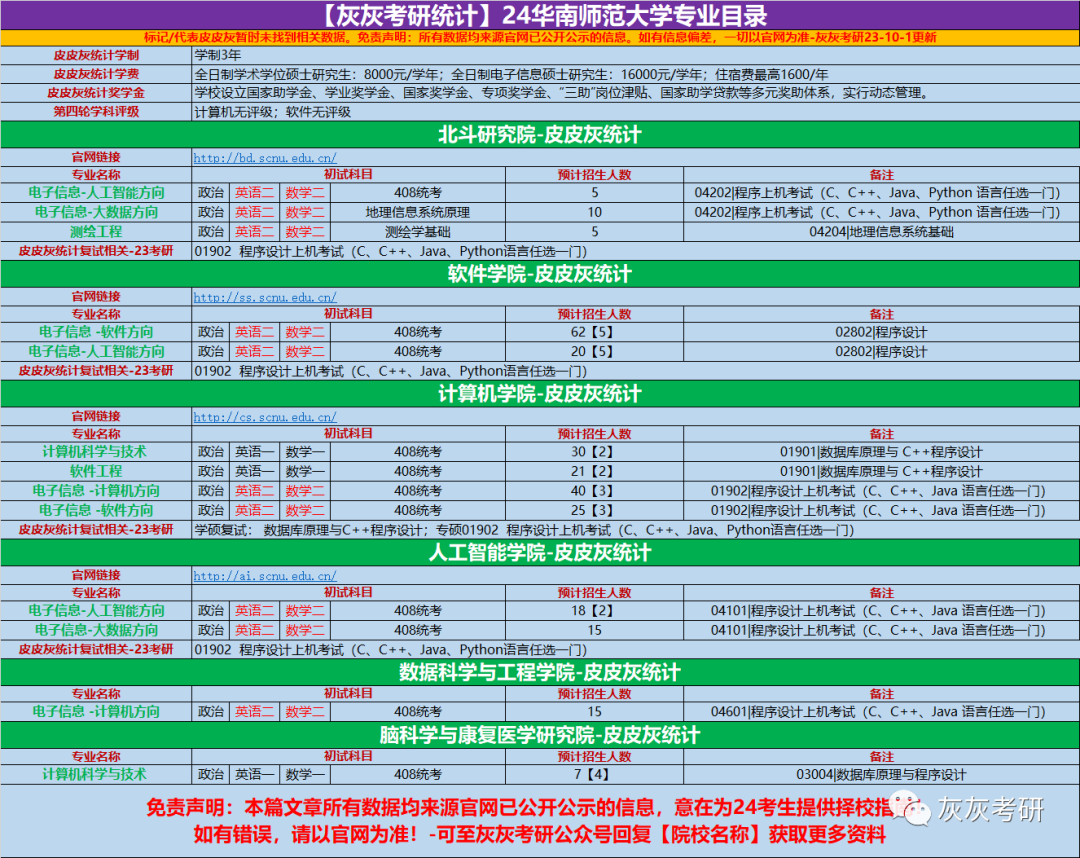 【灰灰考研统计】24华南师范大学专业目录
标记/代表皮皮灰暂时未找到相关数据。免责声明：所有数据均来源官网已公开公示的信息。如有信息偏差，一切以官网为准-灰灰考研23-10-1更新
皮皮灰统计学制 学制3年
皮皮灰统计学费 全日制学术学位硕士研究生：8000元/学年；全日制电子信息硕士研究生：16000元/学年；住宿费最高1600/年
皮皮灰统计奖学金 学校设立国家助学金、学业奖学金、国家奖学金、专项奖学金、“三助”岗位津贴、国家助学贷款等多元奖助体系，实行动态管理。
第四轮学科评级 计算机无评级；软件无评级
北斗研究院-皮皮灰统计
官网链接 http://bd.scnu.edu.cn/
专业名称 初试科目 预计招生人数 备注
电子信息-人工智能方向 政治 英语二 数学二 408统考 5 04202|程序上机考试（C、C++、Java、Python 语言任选一门）
电子信息-大数据方向 政治 英语二 数学二 地理信息系统原理 10 04202|程序上机考试（C、C++、Java、Python 语言任选一门）
测绘工程 政治 英语二 数学二 测绘学基础 5 04204|地理信息系统基础
皮皮灰统计复试相关-23考研 01902 程序设计上机考试（C、C++、Java、Python语言任选一门）
软件学院-皮皮灰统计
官网链接 http://ss.scnu.edu.cn/
专业名称 初试科目 预计招生人数 备注
电子信息 -软件方向 政治 英语二 数学二 408统考 62【5】 02802|程序设计
电子信息-人工智能方向 政治 英语二 数学二 408统考 20【5】 02802|程序设计
皮皮灰统计复试相关-23考研 01902 程序设计上机考试（C、C++、Java、Python语言任选一门）
计算机学院-皮皮灰统计
官网链接 http://cs.scnu.edu.cn/
专业名称 初试科目 预计招生人数 备注
计算机科学与技术 政治 英语一 数学一 408统考 30【2】 01901|数据库原理与 C++程序设计
软件工程 政治 英语一 数学一 408统考 21【2】 01901|数据库原理与 C++程序设计
电子信息 -计算机方向 政治 英语二 数学二 408统考 40【3】 01902|程序设计上机考试（C、C++、Java 语言任选一门）
电子信息 -软件方向 政治 英语二 数学二 408统考 25【3】 01902|程序设计上机考试（C、C++、Java 语言任选一门）
皮皮灰统计复试相关-23考研 学硕复试： 数据库原理与C++程序设计；专硕01902 程序设计上机考试（C、C++、Java、Python语言任选一门）
人工智能学院-皮皮灰统计
官网链接 http://ai.scnu.edu.cn/
专业名称 初试科目 预计招生人数 备注
电子信息-人工智能方向 政治 英语二 数学二 408统考 18【2】 04101|程序设计上机考试（C、C++、Java 语言任选一门）
电子信息-大数据方向 政治 英语二 数学二 408统考 15 04101|程序设计上机考试（C、C++、Java 语言任选一门）
皮皮灰统计复试相关-23考研 01902 程序设计上机考试（C、C++、Java、Python语言任选一门）
数据科学与工程学院-皮皮灰统计
专业名称 初试科目 预计招生人数 备注
电子信息 -计算机方向 政治 英语二 数学二 408统考 15 04601|程序设计上机考试（C、C++、Java 语言任选一门）
脑科学与康复医学研究院-皮皮灰统计
专业名称 初试科目 预计招生人数 备注
计算机科学与技术 政治 英语一 数学一 408统考 7【4】 03004|数据库原理与程序设计
免责声明：本篇文章所有数据均来源官网已公开公示的信息，意在为24考生提供择校指
如有错误，请以官网为准！-可至灰灰考研公众号回复【院校名称】获取更多资料
灰灰考研